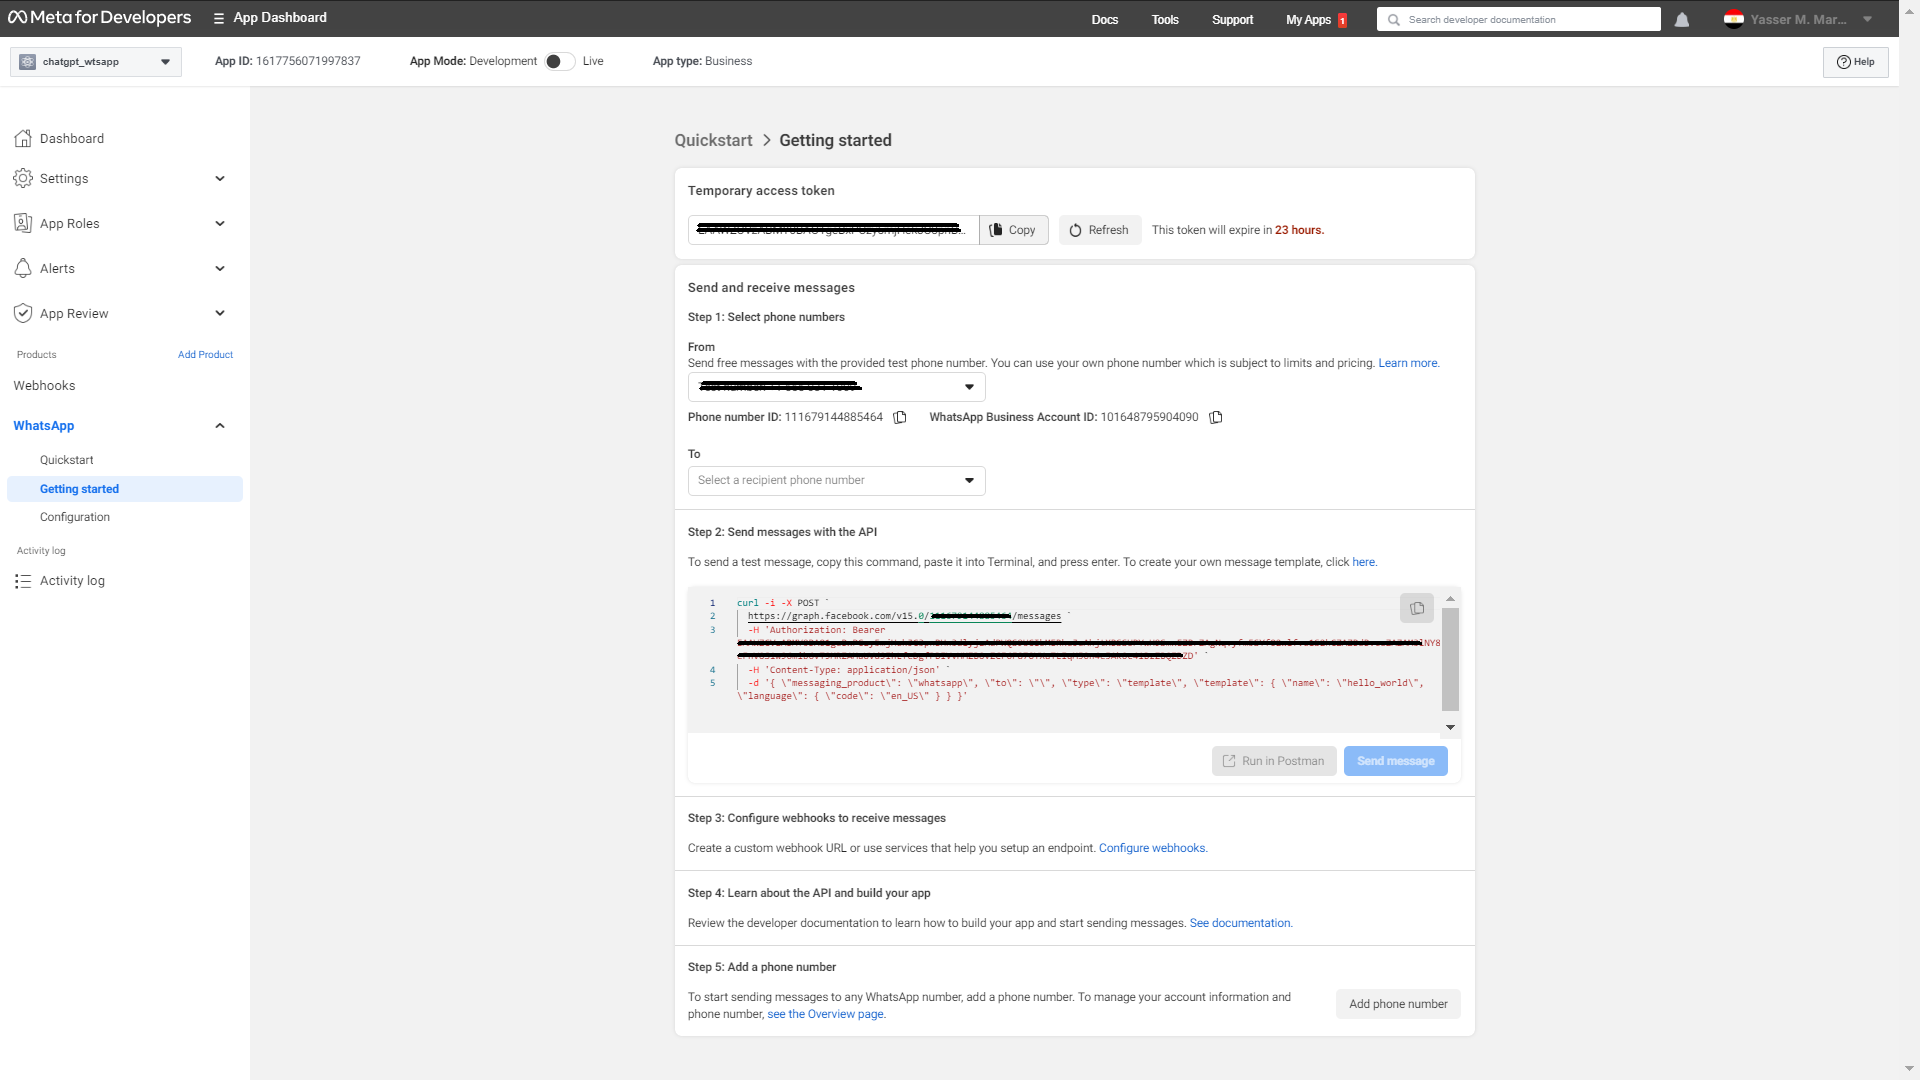 Meta for Developers
App Dashboard
Docs
Tools
Support
My Apps 1
Search developer documentation
Yasser M. Mar...
chatgpt_wtsapp
App ID: 1617756071997837
App Mode: Development
Live
App type: Business
Help
Dashboard
Settings
App Roles
Alerts
App Review
Products
Add Product
Webhooks
WhatsApp
Quickstart
Getting started
Configuration
Activity log
Activity log
Quickstart > Getting started
Temporary access token
Copy
Refresh
This token will expire in 23 hours.
Send and receive messages
Step 1: Select phone numbers
From
Send free messages with the provided test phone number. You can use your own phone number which is subject to limits and pricing. Learn more.
Phone number ID: 111679144885464
WhatsApp Business Account ID: 101648795904090
To
Select a recipient phone number
Step 2: Send messages with the API
To send a test message, copy this command, paste it into Terminal, and press enter. To create your own message template, click here.
1 curl -i -X POST `
2 https://graph.facebook.com/v15.0/ /messages `
3 -H 'Authorization: Bearer
4 -H 'Content-Type: application/json' `
5 -d '{ \"messaging_product\": \"whatsapp\", \"to\": \"\", \"type\": \"template\", \"template\": { \"name\": \"hello_world\",
\"language\": { \"code\": \"en_US\" } } }'
Run in Postman
Send message
Step 3: Configure webhooks to receive messages
Create a custom webhook URL or use services that help you setup an endpoint. Configure webhooks.
Step 4: Learn about the API and build your app
Review the developer documentation to learn how to build your app and start sending messages. See documentation.
Step 5: Add a phone number
To start sending messages to any WhatsApp number, add a phone number. To manage your account information and
phone number, see the Overview page.
Add phone number